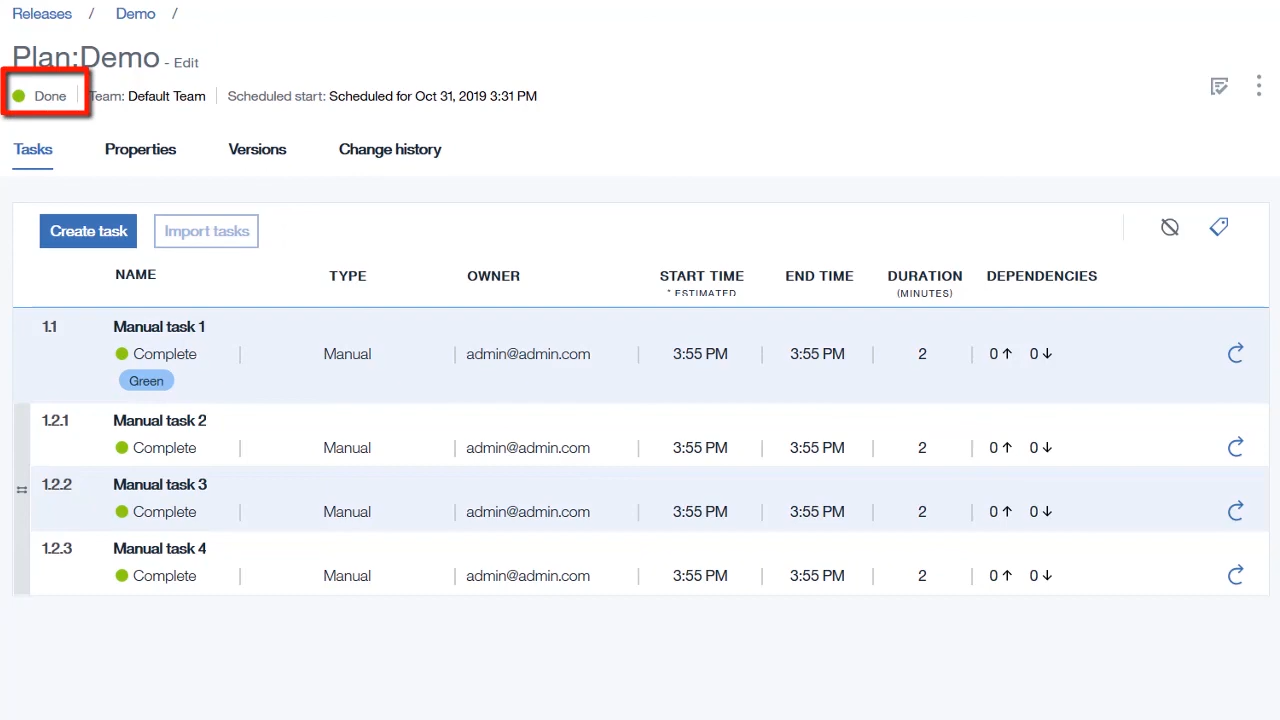 Releases / Demo /
Plan:Demo - Edit
Done Team: Default Team Scheduled start: Scheduled for Oct 31, 2019 3:31 PM
Tasks Properties Versions Change history
Create task Import tasks
NAME TYPE OWNER START TIME END TIME DURATION DEPENDENCIES
* ESTIMATED (MINUTES)
1.1 Manual task 1
Complete Manual admin@admin.com 3:55 PM 3:55 PM 2 0↑ 0↓
Green
1.2.1 Manual task 2
Complete Manual admin@admin.com 3:55 PM 3:55 PM 2 0↑ 0↓
1.2.2 Manual task 3
Complete Manual admin@admin.com 3:55 PM 3:55 PM 2 0↑ 0↓
1.2.3 Manual task 4
Complete Manual admin@admin.com 3:55 PM 3:55 PM 2 0↑ 0↓